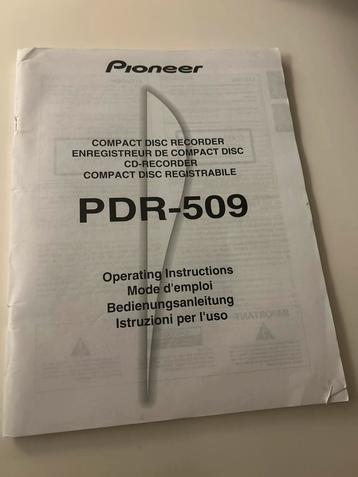 Pioneer
COMPACT DISC RECORDER
ENREGISTREUR DE COMPACT DISC
CD-RECORDER
COMPACT DISC REGISTRABILE
PDR-509
Operating Instructions
Mode d'emploi
Bedienungsanleitung
Istruzioni per l'uso